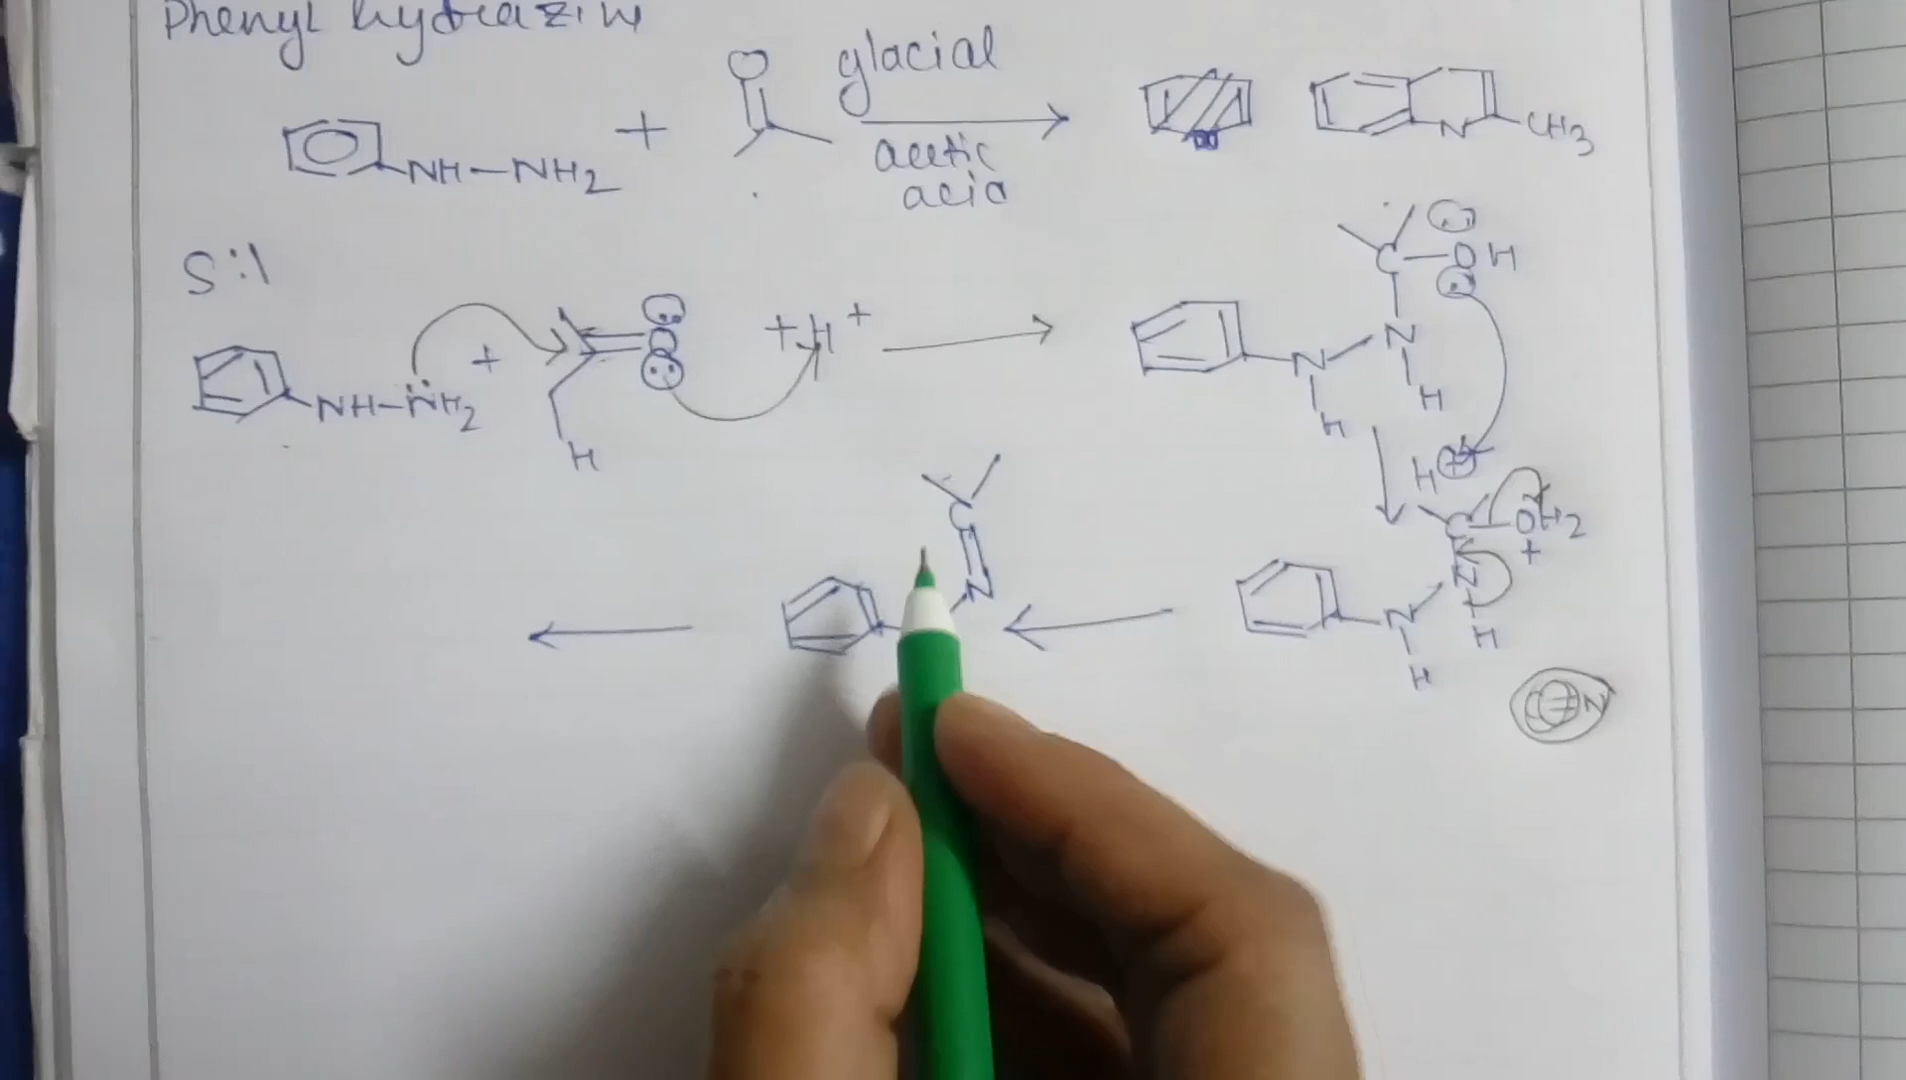 Phenyl hydrazine
glacial
acetic
acid
NH-NH2
+
O
N
CH3
S:1
NH-NH2
+
O
+H+
H
C-OH
N
N
H
H
H+
C
OH2
+
N
N
H
H
C
N
N